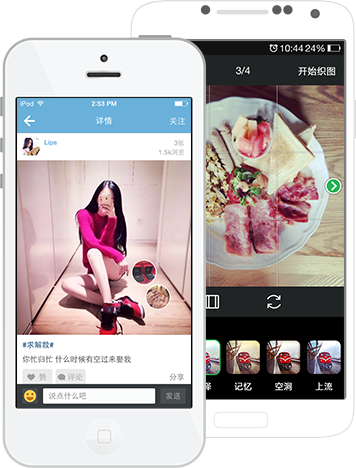 iPod 2:53 PM
详情 关注
Lips 3张
1.5k浏览
#求解救#
你忙归忙 什么时候有空过来娶我
赞 评论 分享
说点什么吧 发送
10:44 24%
3/4 开始织图
记忆 空洞 上流